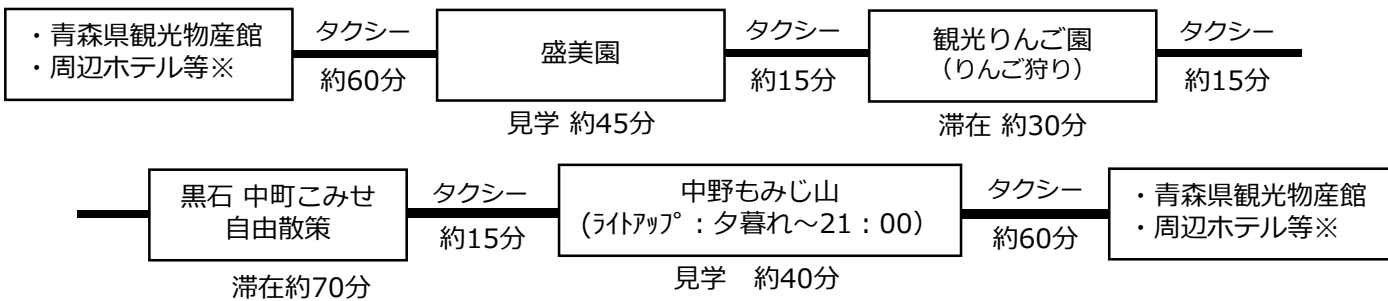 ・青森県観光物産館
・周辺ホテル等※
タクシー
約60分
盛美園
見学 約45分
タクシー
約15分
観光りんご園
（りんご狩り）
滞在 約30分
タクシー
約15分
黒石 中町こみせ
自由散策
滞在約70分
タクシー
約15分
中野もみじ山
(ﾗｲﾄｱｯﾌﾟ：夕暮れ～21：00）
見学　約40分
タクシー
約60分
・青森県観光物産館
・周辺ホテル等※